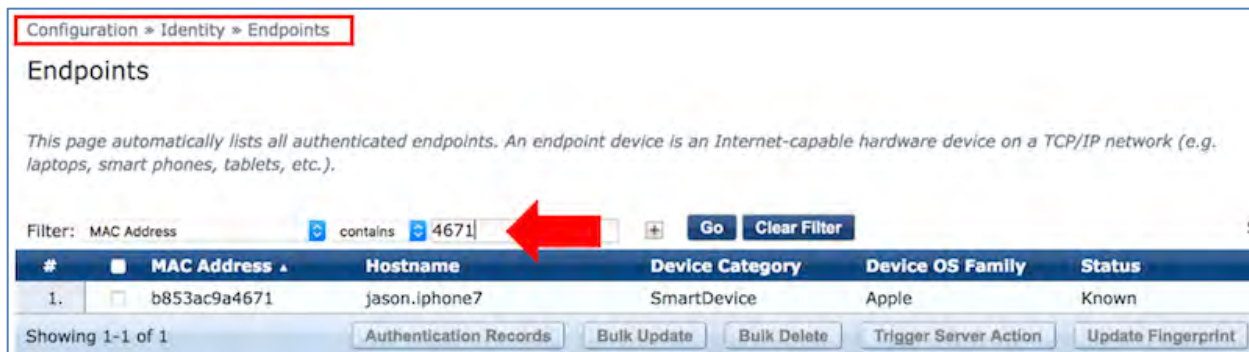 Configuration » Identity » Endpoints
Endpoints
This page automatically lists all authenticated endpoints. An endpoint device is an Internet-capable hardware device on a TCP/IP network (e.g.
laptops, smart phones, tablets, etc.).
Filter: MAC Address contains 4671 + Go Clear Filter
# MAC Address ▲ Hostname Device Category Device OS Family Status
1. b853ac9a4671 jason.iphone7 SmartDevice Apple Known
Showing 1-1 of 1 Authentication Records Bulk Update Bulk Delete Trigger Server Action Update Fingerprint